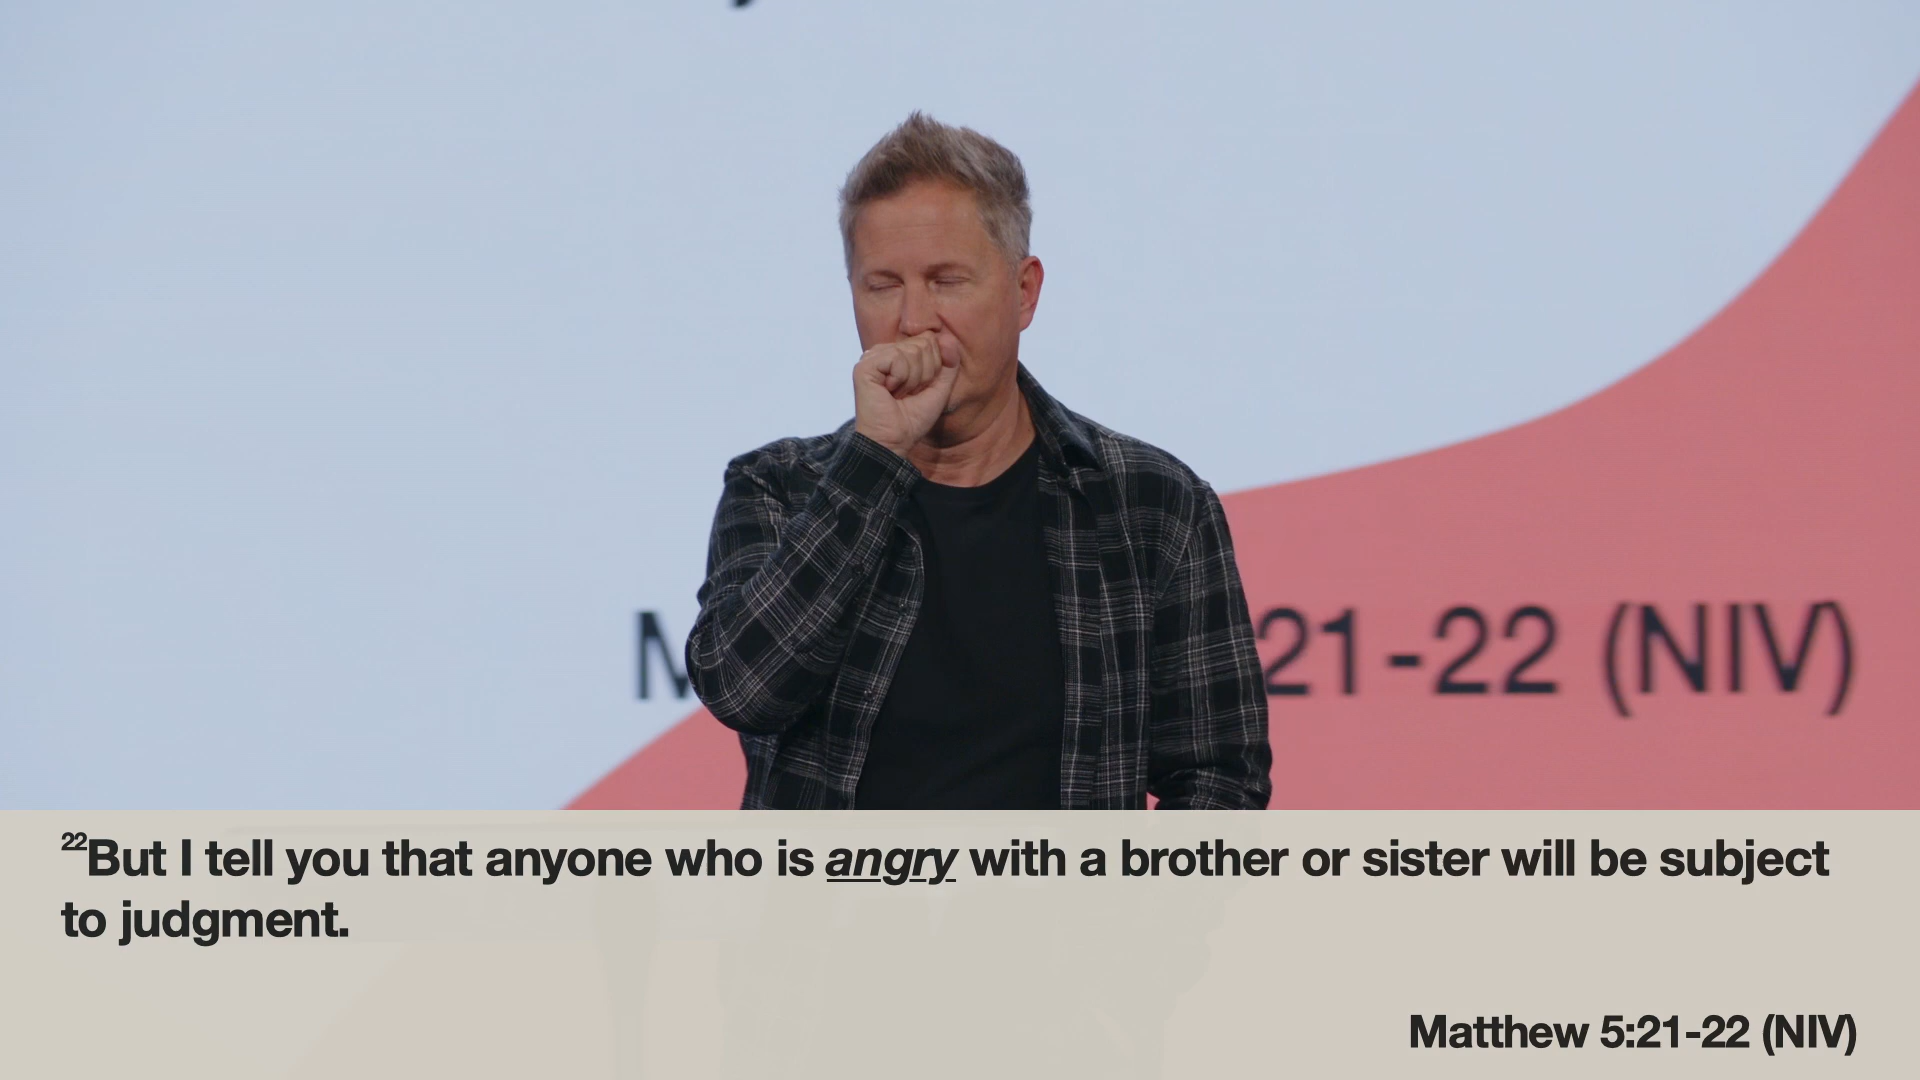 21-22 (NIV)
22But I tell you that anyone who is angry with a brother or sister will be subject
to judgment.
Matthew 5:21-22 (NIV)